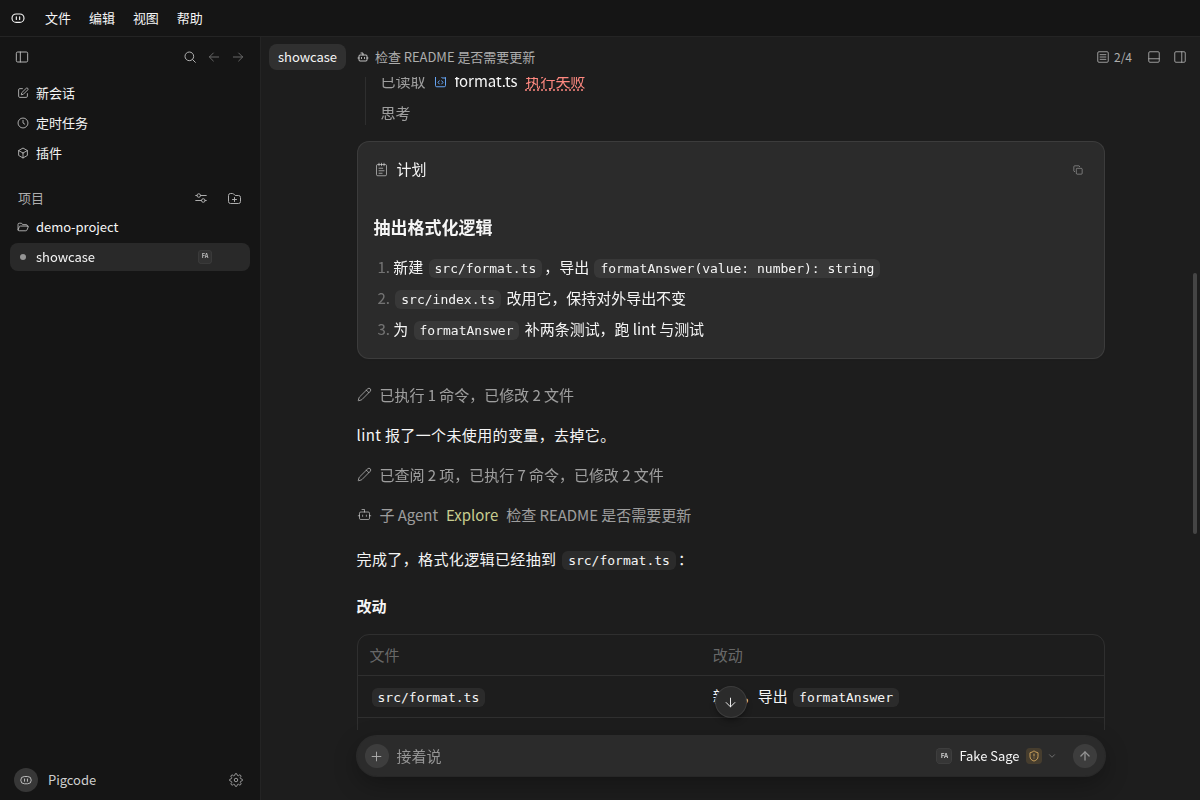 文件 编辑 视图 帮助
showcase 检查 README 是否需要更新 2/4
新会话
定时任务
插件
项目
demo-project
showcase FA
已读取 format.ts 执行失败
思考
计划
抽出格式化逻辑
1. 新建 src/format.ts ，导出 formatAnswer(value: number): string
2. src/index.ts 改用它，保持对外导出不变
3. 为 formatAnswer 补两条测试，跑 lint 与测试
已执行 1 命令，已修改 2 文件
lint 报了一个未使用的变量，去掉它。
已查阅 2 项，已执行 7 命令，已修改 2 文件
子 Agent Explore 检查 README 是否需要更新
完成了，格式化逻辑已经抽到 src/format.ts ：
改动
文件 改动
src/format.ts ，导出 formatAnswer
接着说 FA Fake Sage
Pigcode